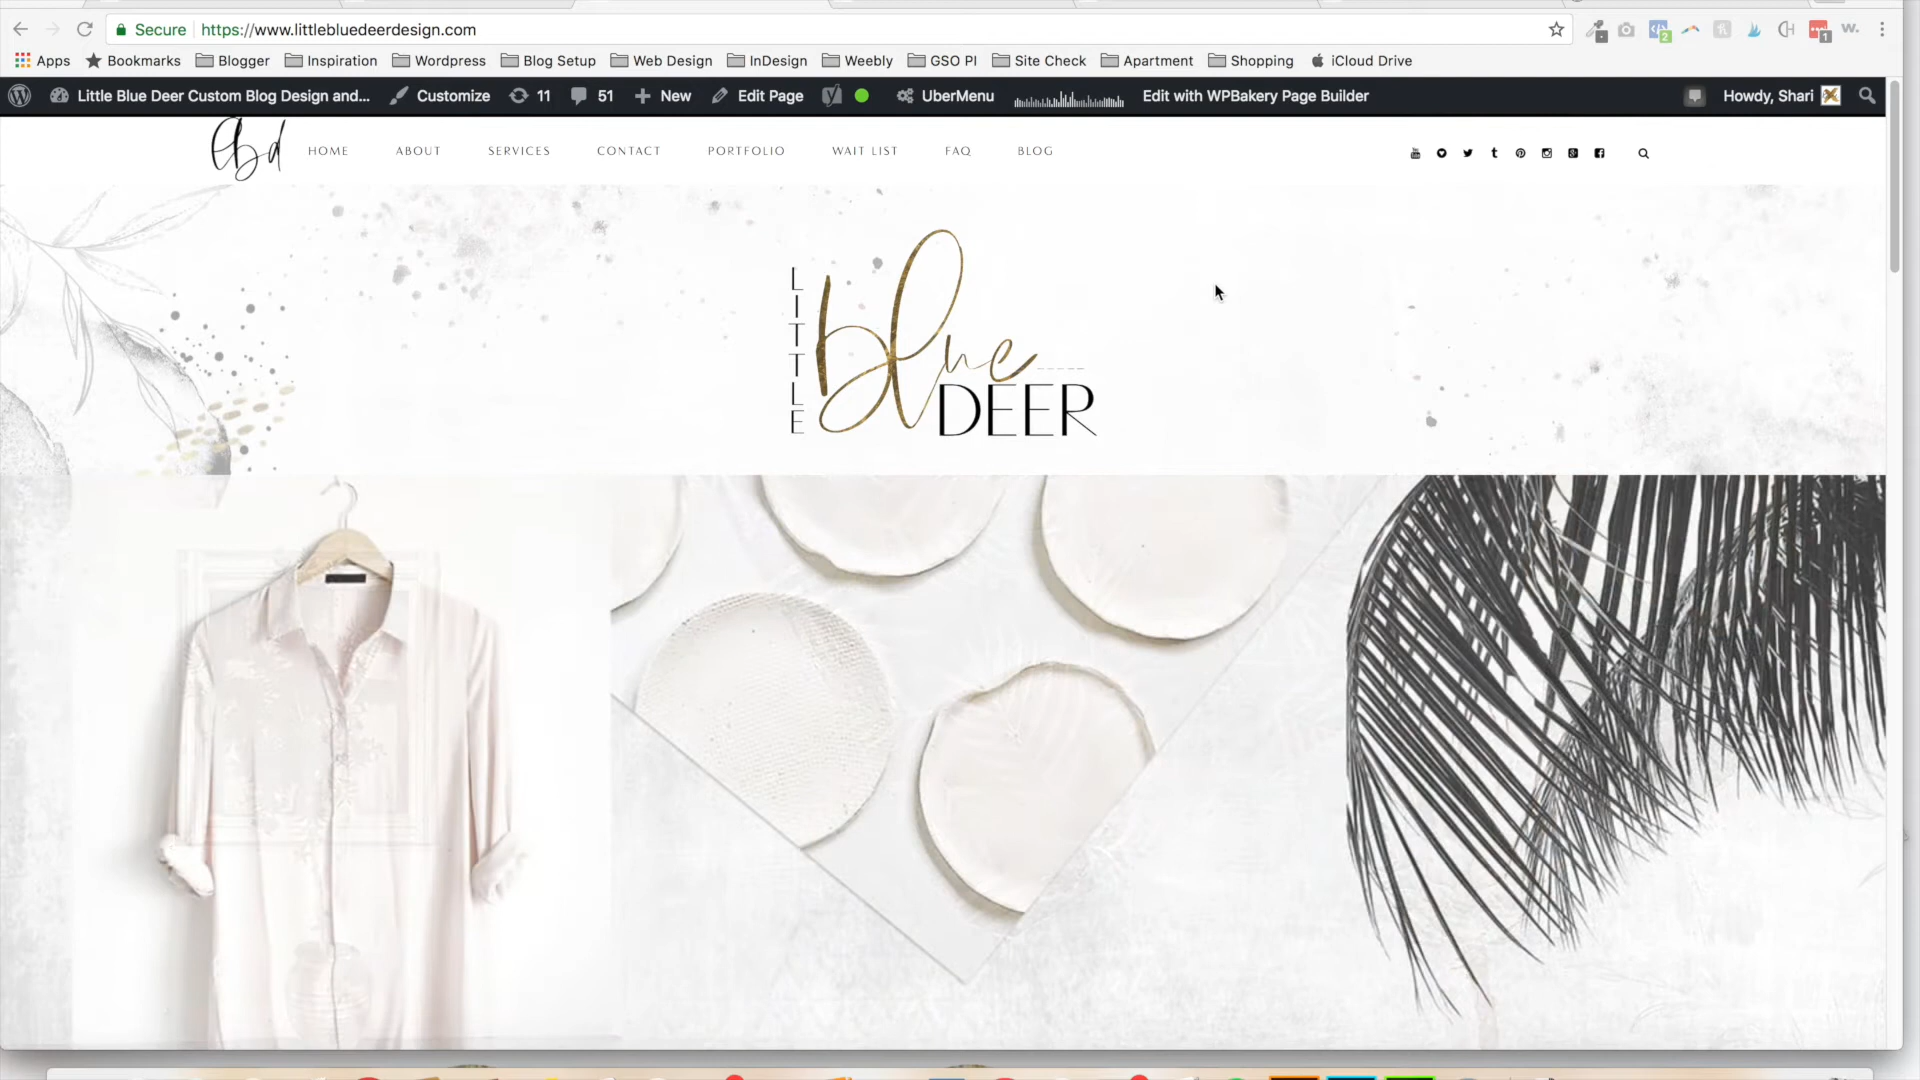 Secure https://www.littlebluedeerdesign.com
Apps Bookmarks Blogger Inspiration Wordpress Blog Setup Web Design InDesign Weebly GSO PI Site Check Apartment Shopping iCloud Drive
Little Blue Deer Custom Blog Design and... Customize 11 51 New Edit Page UberMenu Edit with WPBakery Page Builder Howdy, Shari
lbd HOME ABOUT SERVICES CONTACT PORTFOLIO WAIT LIST FAQ BLOG
LITTLE
blue
DEER